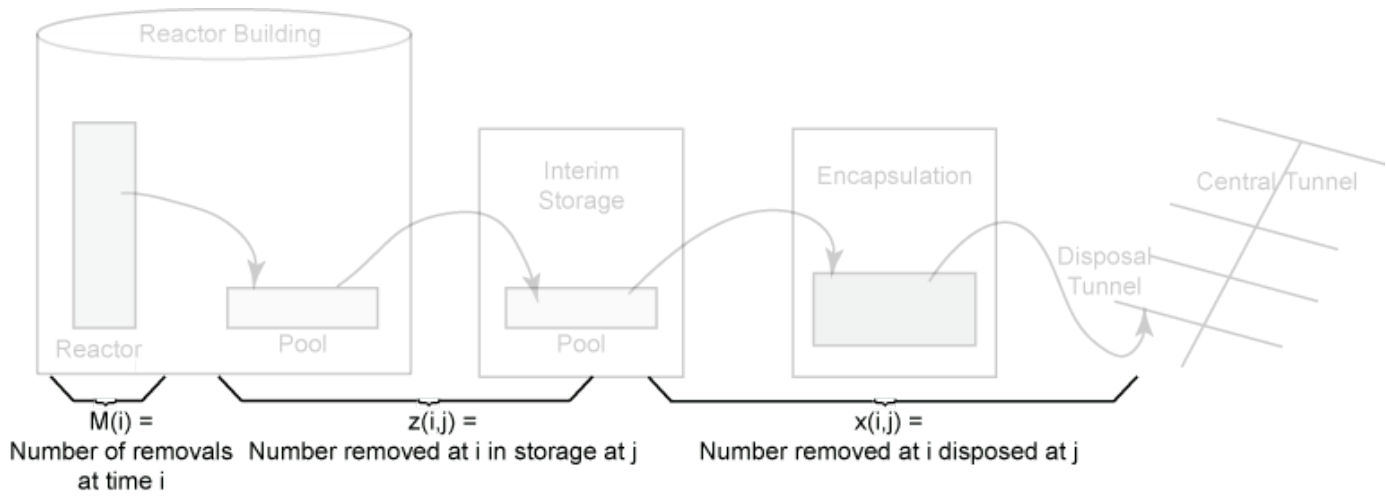 Reactor Building
Interim
Storage
Encapsulation
Central Tunnel
Disposal
Tunnel
Reactor
Pool
Pool
M(i) =
Number of removals
at time i
z(i,j) =
Number removed at i in storage at j
x(i,j) =
Number removed at i disposed at j